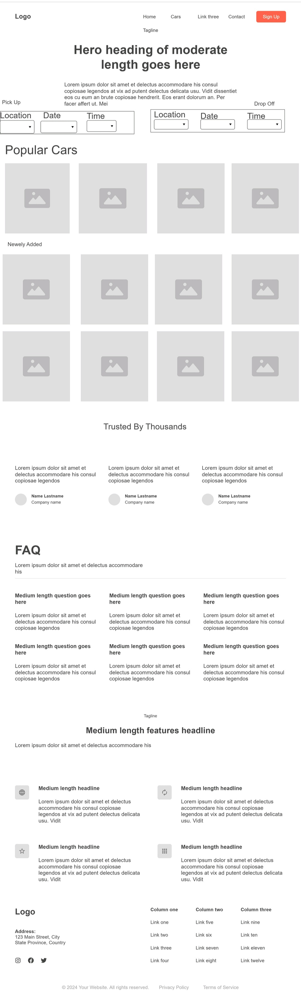 Logo
Home Cars Link three Contact Sign Up
Tagline
Hero heading of moderate
length goes here
Lorem ipsum dolor sit amet et delectus accommodare his consul
copiosae legendos at vix ad putent delectus delicata usu. Vidit dissentiet
eos cu eum an brute copiosae hendrerit. Eos erant dolorum an. Per
facer affert ut. Mei
Pick Up
Location Date Time
Drop Off
Location Date Time
Popular Cars
Newely Added
Trusted By Thousands
Lorem ipsum dolor sit amet et
delectus accommodare his consul
copiosae legendos
Name Lastname
Company name
Lorem ipsum dolor sit amet et
delectus accommodare his consul
copiosae legendos
Name Lastname
Company name
Lorem ipsum dolor sit amet et
delectus accommodare his consul
copiosae legendos
Name Lastname
Company name
FAQ
Lorem ipsum dolor sit amet et delectus accommodare
his
Medium length question goes
here
Lorem ipsum dolor sit amet et
delectus accommodare his consul
copiosae legendos
Medium length question goes
here
Lorem ipsum dolor sit amet et
delectus accommodare his consul
copiosae legendos
Medium length question goes
here
Lorem ipsum dolor sit amet et
delectus accommodare his consul
copiosae legendos
Medium length question goes
here
Lorem ipsum dolor sit amet et
delectus accommodare his consul
copiosae legendos
Medium length question goes
here
Lorem ipsum dolor sit amet et
delectus accommodare his consul
copiosae legendos
Medium length question goes
here
Lorem ipsum dolor sit amet et
delectus accommodare his consul
copiosae legendos
Tagline
Medium length features headline
Lorem ipsum dolor sit amet et delectus accommodare his
Medium length headline
Lorem ipsum dolor sit amet et delectus
accommodare his consul copiosae
legendos at vix ad putent delectus delicata
usu. Vidit
Medium length headline
Lorem ipsum dolor sit amet et delectus
accommodare his consul copiosae
legendos at vix ad putent delectus delicata
usu. Vidit
Medium length headline
Lorem ipsum dolor sit amet et delectus
accommodare his consul copiosae
legendos at vix ad putent delectus delicata
usu. Vidit
Medium length headline
Lorem ipsum dolor sit amet et delectus
accommodare his consul copiosae
legendos at vix ad putent delectus delicata
usu. Vidit
Logo
Address:
123 Main Street, City
State Province, Country
Column one
Link one
Link two
Link three
Link four
Column two
Link five
Link six
Link seven
Link eight
Column three
Link nine
Link ten
Link eleven
Link twelve
© 2024 Your Website. All rights reserved. Privacy Policy Terms of Service